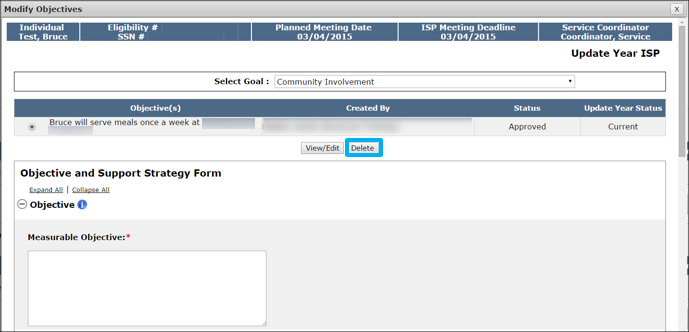 Modify Objectives
X
Individual Eligibility # Planned Meeting Date ISP Meeting Deadline Service Coordinator
Test, Bruce SSN # 03/04/2015 03/04/2015 Coordinator, Service
Update Year ISP
Select Goal : Community Involvement
Objective(s) Created By Status Update Year Status
Bruce will serve meals once a week at Approved Current
View/Edit Delete
Objective and Support Strategy Form
Expand All | Collapse All
Objective i
Measurable Objective:*